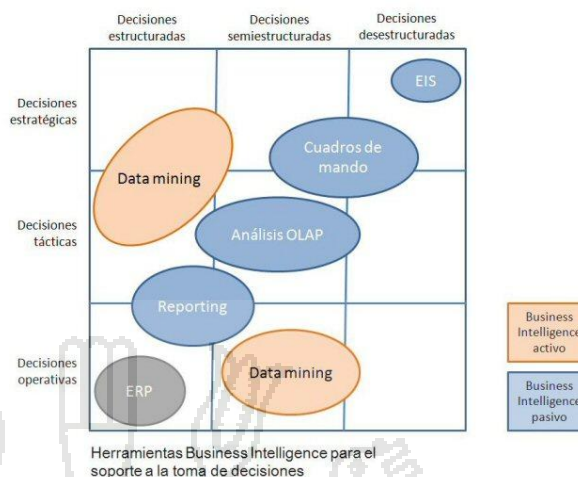 Decisiones
estructuradas
Decisiones
semiestructuradas
Decisiones
desestructuradas
Decisiones
estratégicas
EIS
Cuadros de
mando
Data mining
Decisiones
tácticas
Análisis OLAP
Reporting
Decisiones
operativas
ERP
Data mining
Business
Intelligence
activo
Business
Intelligence
pasivo
Herramientas Business Intelligence para el
soporte a la toma de decisiones